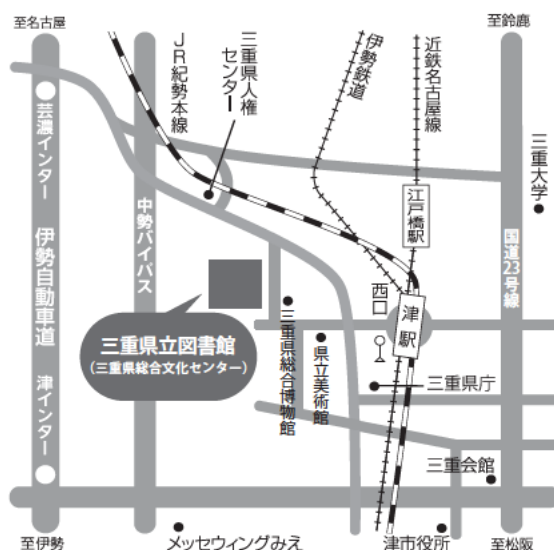 至名古屋
至鈴鹿
JR紀勢本線
三重県人権
センター
伊勢鉄道
近鉄名古屋線
芸濃インター
伊勢自動車道
津インター
中勢バイパス
江戸橋駅
三重大学
国道23号線
西口
津駅
三重県立図書館
(三重県総合文化センター)
三重県総合博物館
県立美術館
三重県庁
三重会館
至伊勢
メッセウィングみえ
津市役所
至松阪